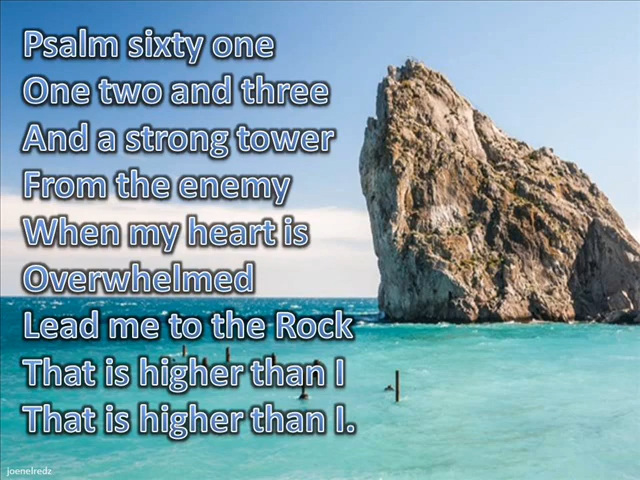 Psalm sixty one
One two and three
And a strong tower
From the enemy
When my heart is
Overwhelmed
Lead me to the Rock
That is higher than I
That is higher than I.
joenelredz